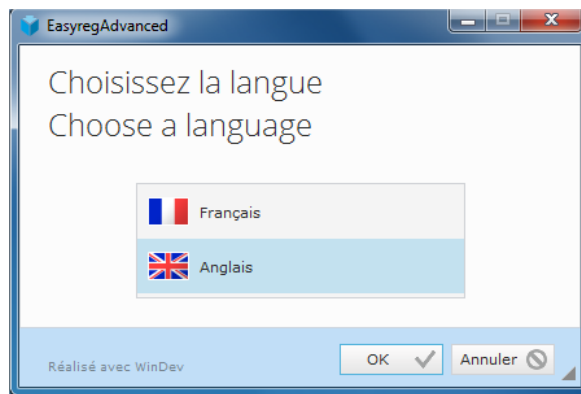 EasyregAdvanced
Choisissez la langue
Choose a language
Français
Anglais
Réalisé avec WinDev
OK
Annuler